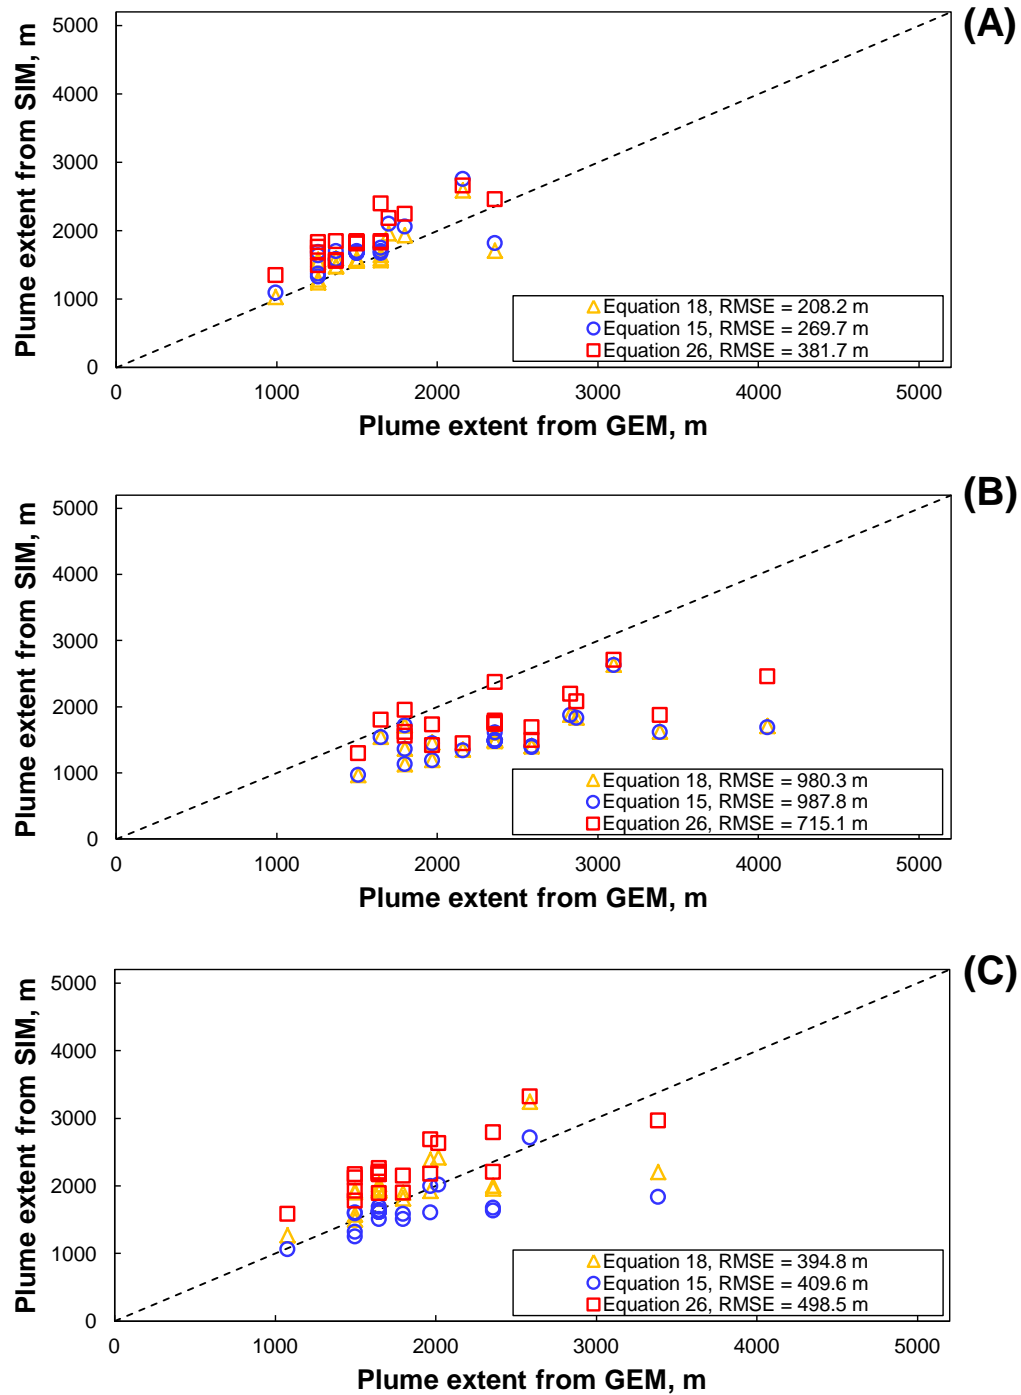 (A)
Plume extent from SIM, m
5000
4000
3000
2000
1000
0
Equation 18, RMSE = 208.2 m
Equation 15, RMSE = 269.7 m
Equation 26, RMSE = 381.7 m
0 1000 2000 3000 4000 5000
Plume extent from GEM, m
(B)
Plume extent from SIM, m
5000
4000
3000
2000
1000
0
Equation 18, RMSE = 980.3 m
Equation 15, RMSE = 987.8 m
Equation 26, RMSE = 715.1 m
0 1000 2000 3000 4000 5000
Plume extent from GEM, m
(C)
Plume extent from SIM, m
5000
4000
3000
2000
1000
0
Equation 18, RMSE = 394.8 m
Equation 15, RMSE = 409.6 m
Equation 26, RMSE = 498.5 m
0 1000 2000 3000 4000 5000
Plume extent from GEM, m